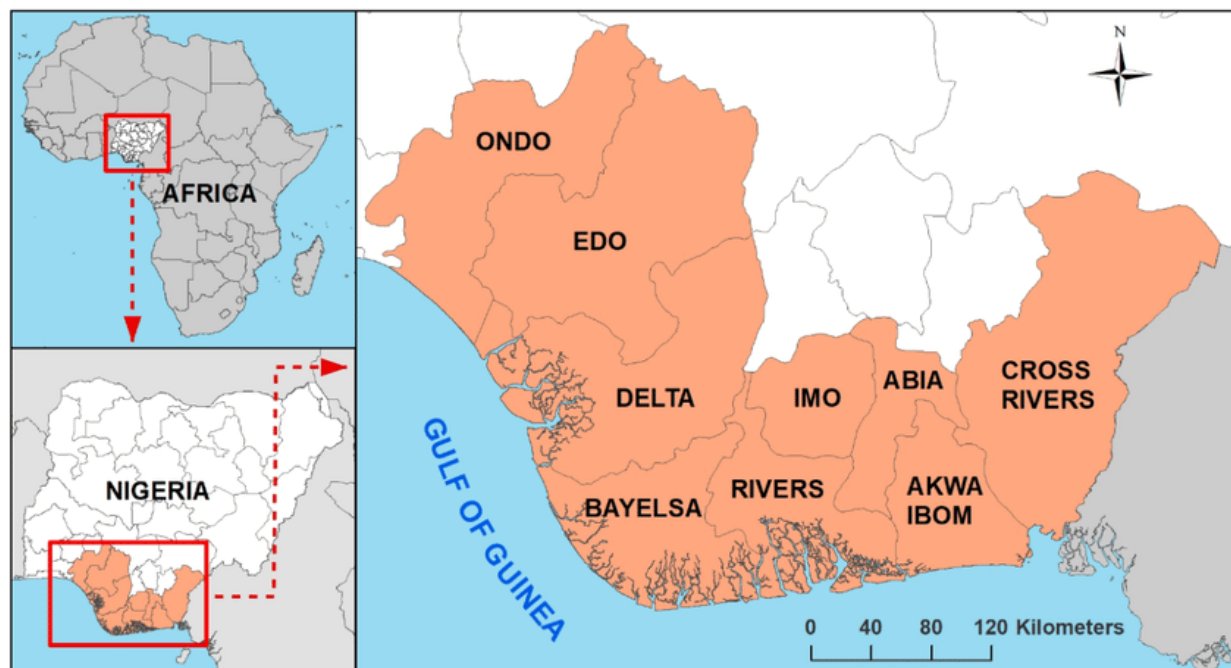 AFRICA
NIGERIA
N
ONDO
EDO
DELTA
IMO
ABIA
CROSS
RIVERS
BAYELSA
RIVERS
AKWA
IBOM
GULF OF GUINEA
0 40 80 120 Kilometers